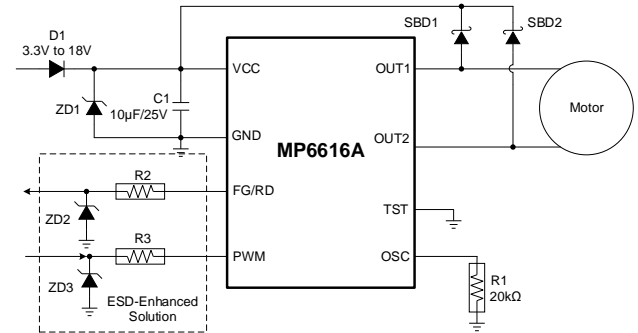 SBD1
SBD2
D1
3.3V to 18V
VCC
OUT1
ZD1
C1
10µF/25V
Motor
GND
OUT2
MP6616A
R2
FG/RD
ZD2
TST
R3
PWM
OSC
ZD3
ESD-Enhanced
Solution
R1
20kΩ